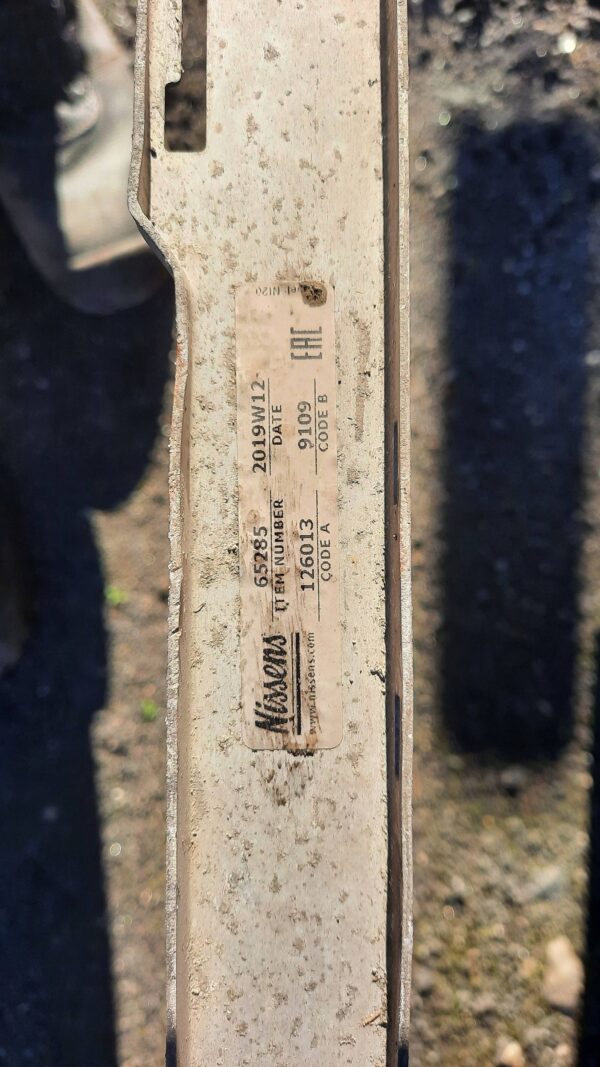 Nissens
www.nissens.com
65285
ITEM NUMBER
126013
CODE A
2019W12-
DATE
9109
CODE B
EAC